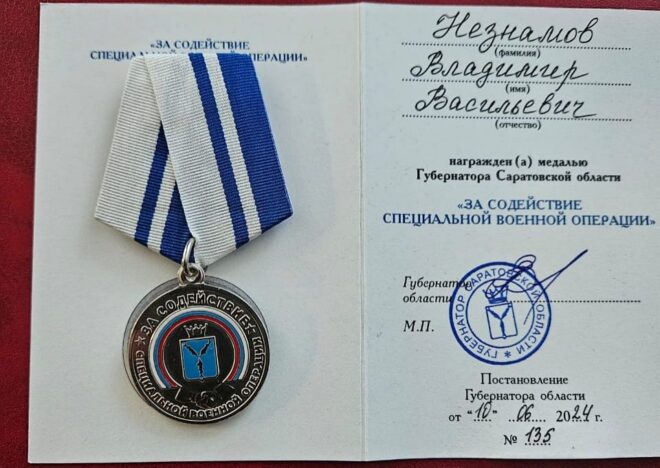 «ЗА СОДЕЙСТВИЕ
СПЕЦИАЛЬНОЙ ВОЕННОЙ ОПЕРАЦИИ»
ЗА СОДЕЙСТВИЕ
СПЕЦИАЛЬНОЙ ВОЕННОЙ ОПЕРАЦИИ
Незнамов
(фамилия)
Владимир
(имя)
Васильевич
(отчество)
награжден (а) медалью
Губернатора Саратовской области
«ЗА СОДЕЙСТВИЕ
СПЕЦИАЛЬНОЙ ВОЕННОЙ ОПЕРАЦИИ»
Губернатор
области
М.П.
ГУБЕРНАТОР САРАТОВСКОЙ ОБЛАСТИ
Постановление
Губернатора области
от "10" 06 2024 г.
№ 135